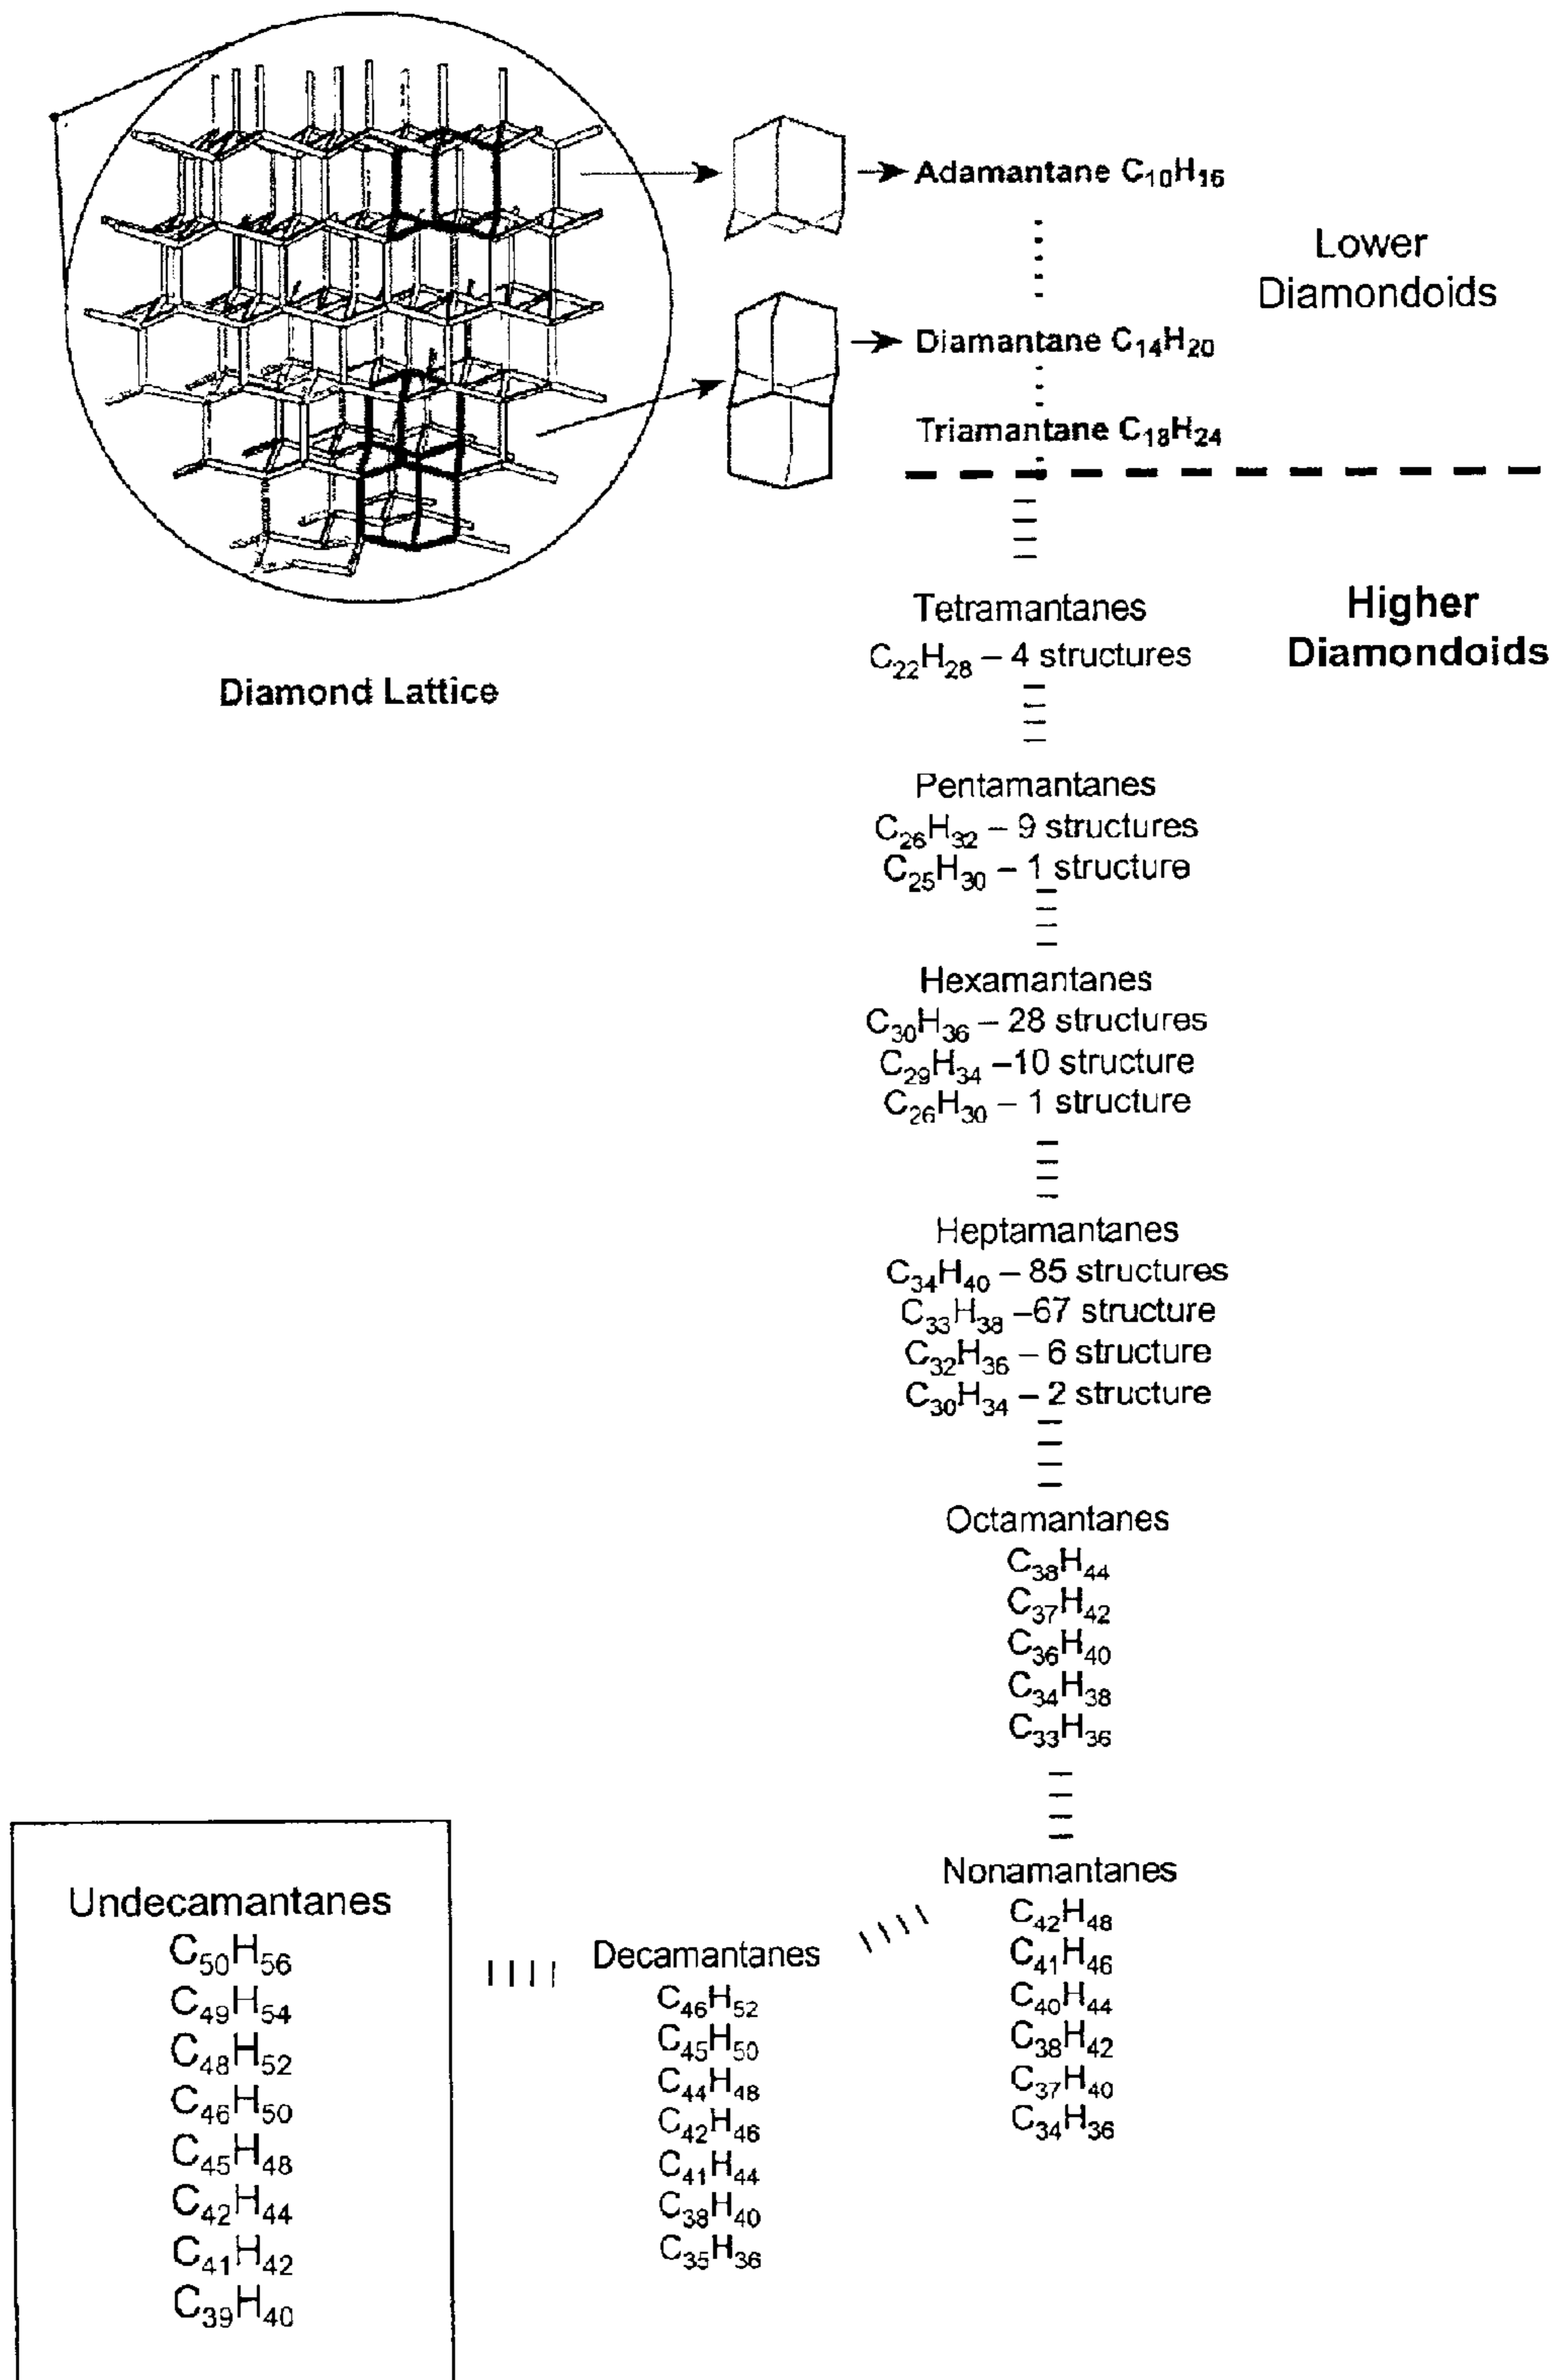 Adamantane C₁₀H₁₆
Lower
Diamondoids
Diamantane C₁₄H₂₀
Triamantane C₁₈H₂₄
Diamond Lattice
Higher
Diamondoids
Tetramantanes
C₂₂H₂₈ – 4 structures
Pentamantanes
C₂₆H₃₂ – 9 structures
C₂₅H₃₀ – 1 structure
Hexamantanes
C₃₀H₃₆ – 28 structures
C₂₉H₃₄ –10 structure
C₂₆H₃₀ – 1 structure
Heptamantanes
C₃₄H₄₀ – 85 structures
C₃₃H₃₈ –67 structure
C₃₂H₃₆ – 6 structure
C₃₀H₃₄ – 2 structure
Octamantanes
C₃₈H₄₄
C₃₇H₄₂
C₃₆H₄₀
C₃₄H₃₈
C₃₃H₃₆
Nonamantanes
C₄₂H₄₈
C₄₁H₄₆
C₄₀H₄₄
C₃₈H₄₂
C₃₇H₄₀
C₃₄H₃₆
Decamantanes
C₄₆H₅₂
C₄₅H₅₀
C₄₄H₄₈
C₄₂H₄₆
C₄₁H₄₄
C₃₈H₄₀
C₃₅H₃₆
Undecamantanes
C₅₀H₅₆
C₄₉H₅₄
C₄₈H₅₂
C₄₆H₅₀
C₄₅H₄₈
C₄₂H₄₄
C₄₁H₄₂
C₃₉H₄₀